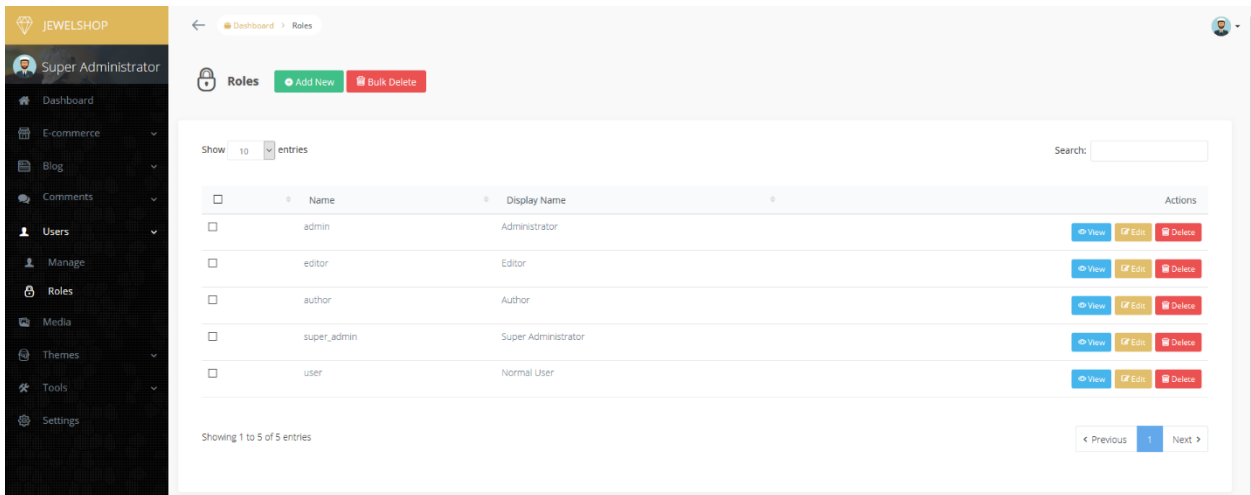 JEWELSHOP
Super Administrator
Dashboard
E-commerce
Blog
Comments
Users
Manage
Roles
Media
Themes
Tools
Settings
Dashboard > Roles
Roles Add New Bulk Delete
Show 10 entries Search:
Name Display Name Actions
admin Administrator View Edit Delete
editor Editor View Edit Delete
author Author View Edit Delete
super_admin Super Administrator View Edit Delete
user Normal User View Edit Delete
Showing 1 to 5 of 5 entries Previous 1 Next